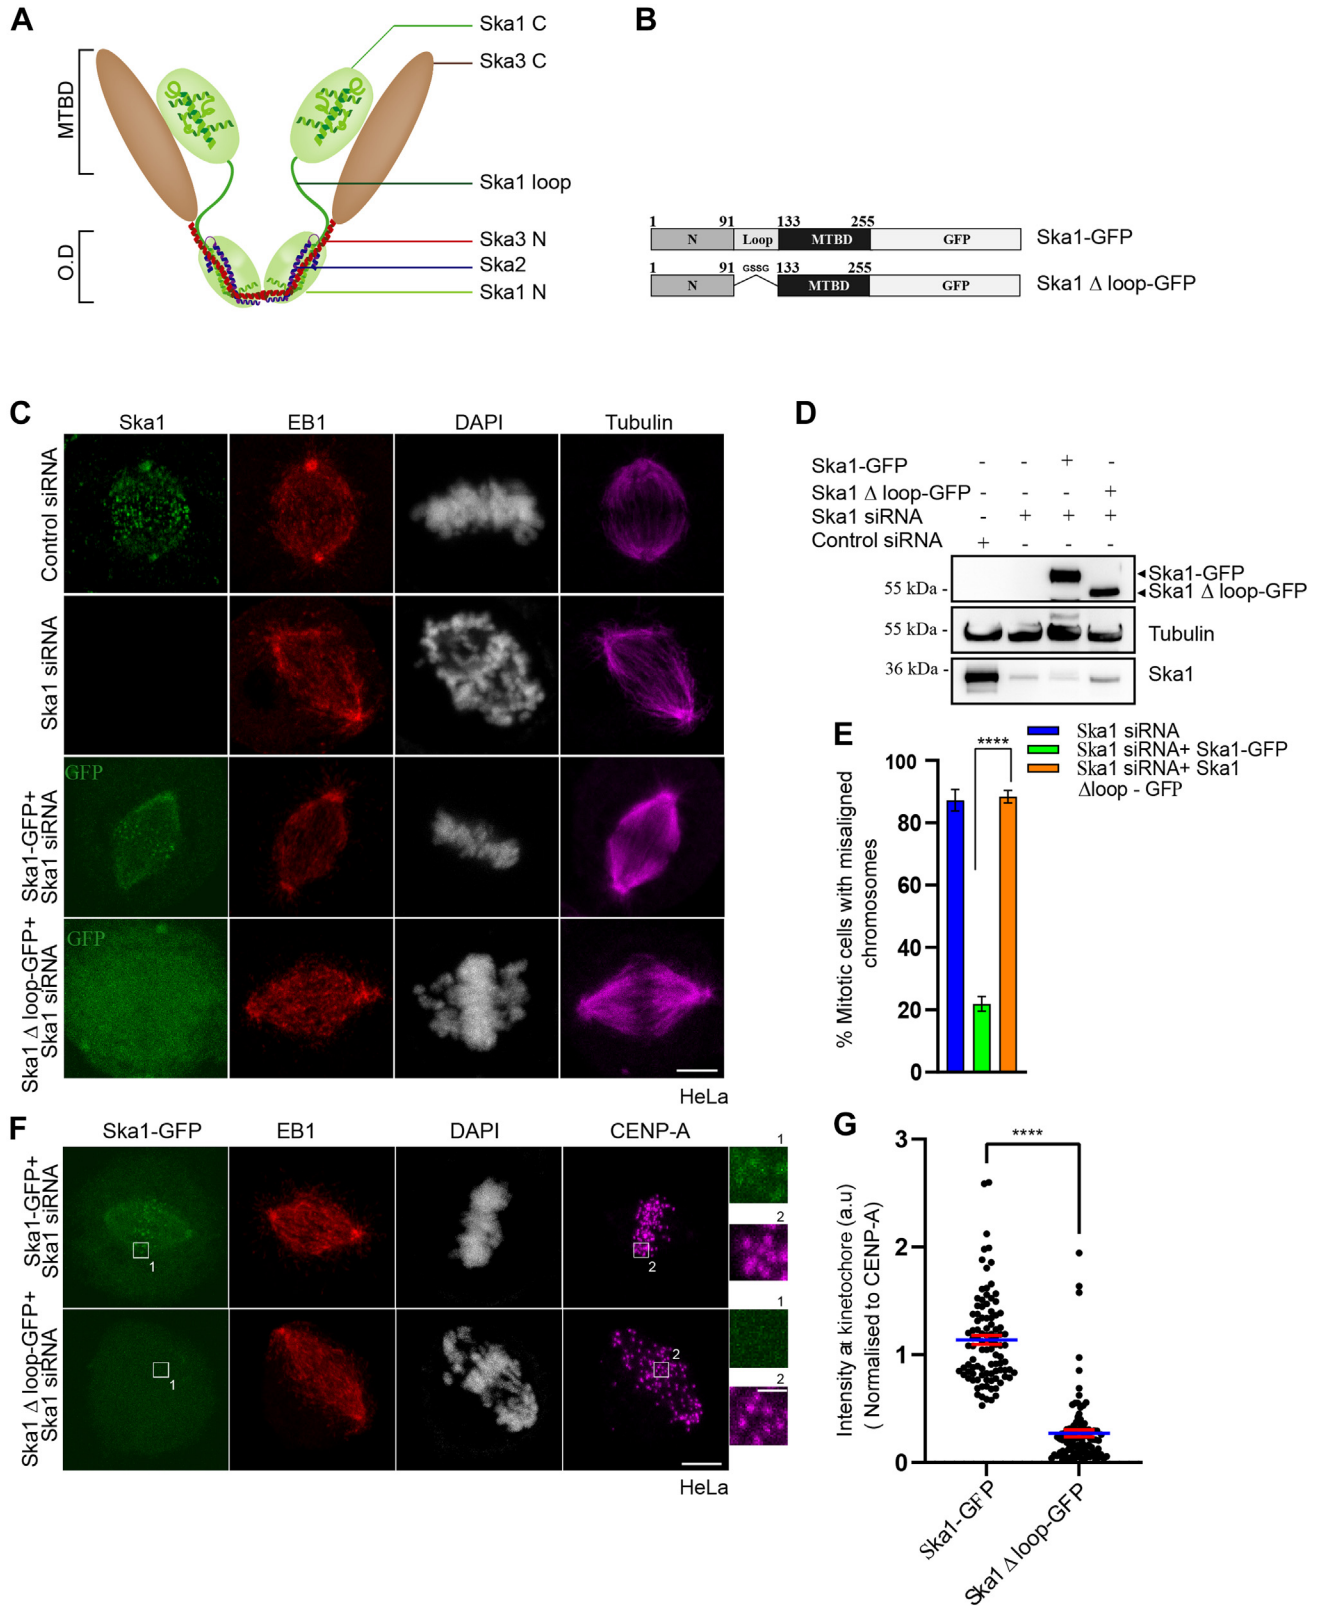 A
Ska1 C
Ska3 C
MTBD
Ska1 loop
Ska3 N
Ska2
Ska1 N
O.D
B
1 91 133 255
N Loop MTBD GFP
Ska1-GFP
1 91 GSSG 133 255
N MTBD GFP
Ska1 Δ loop-GFP
C
Ska1 EB1 DAPI Tubulin
Control siRNA
Ska1 siRNA
GFP
Ska1-GFP+
Ska1 siRNA
GFP
Ska1 Δ loop-GFP+
Ska1 siRNA
HeLa
D
Ska1-GFP - - + -
Ska1 Δ loop-GFP - - - +
Ska1 siRNA - + + +
Control siRNA + - - -
55 kDa -
Ska1-GFP
Ska1 Δ loop-GFP
55 kDa -
Tubulin
36 kDa -
Ska1
E
Ska1 siRNA
Ska1 siRNA+ Ska1-GFP
Ska1 siRNA+ Ska1
Δloop - GFP
****
100
80
60
40
20
0
% Mitotic cells with misaligned
chromosomes
F
Ska1-GFP EB1 DAPI CENP-A
Ska1-GFP+
Ska1 siRNA
1
2
1
2
Ska1 Δ loop-GFP+
Ska1 siRNA
1
2
1
2
HeLa
G
****
3
2
1
0
Intensity at kinetochore (a.u)
( Normalised to CENP-A)
Ska1-GFP
Ska1 Δ loop-GFP